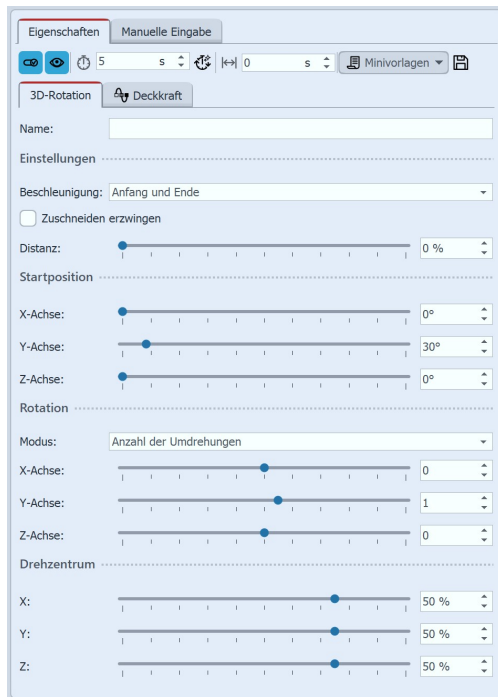 Eigenschaften Manuelle Eingabe
5 s 0 s Minivorlagen
3D-Rotation Deckkraft
Name:
Einstellungen
Beschleunigung: Anfang und Ende
Zuschneiden erzwingen
Distanz: 0 %
Startposition
X-Achse: 0°
Y-Achse: 30°
Z-Achse: 0°
Rotation
Modus: Anzahl der Umdrehungen
X-Achse: 0
Y-Achse: 1
Z-Achse: 0
Drehzentrum
X: 50 %
Y: 50 %
Z: 50 %